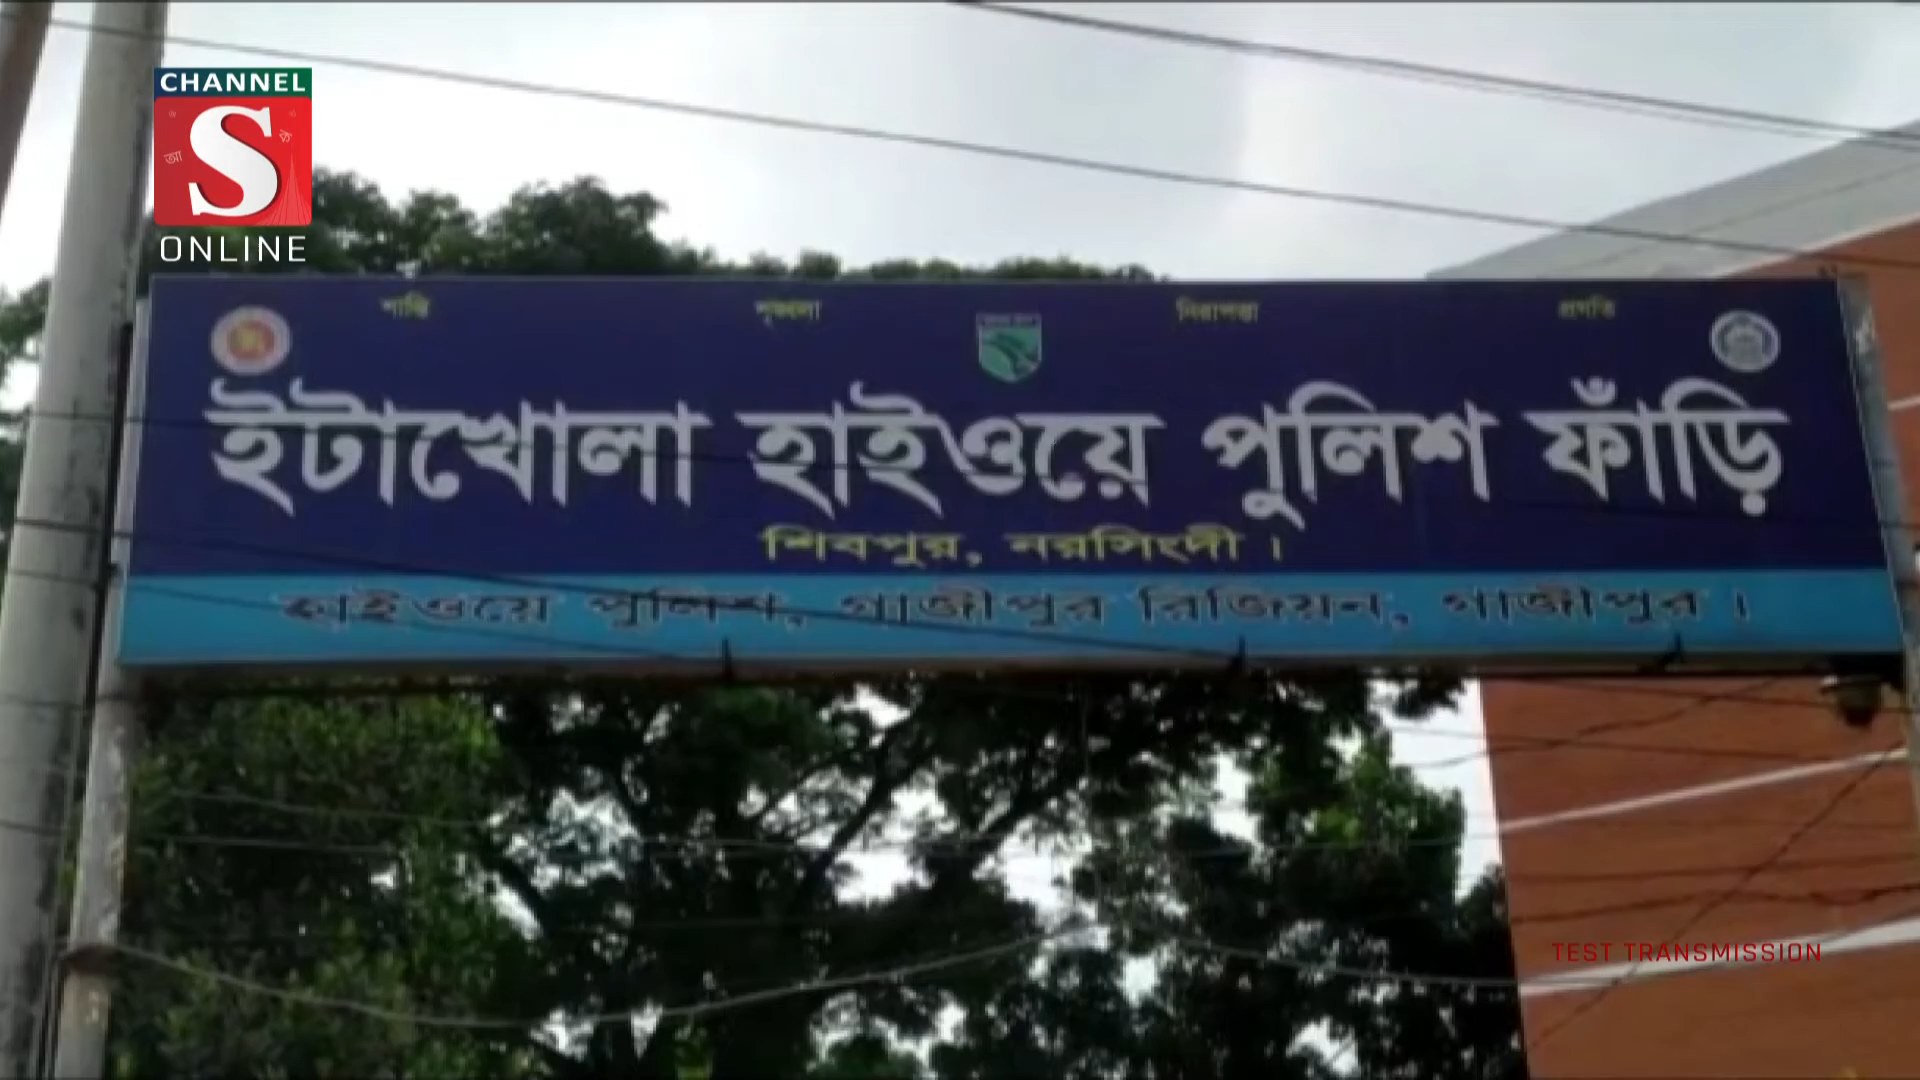 CHANNEL
S
ONLINE
শান্তি শৃঙ্খলা নিরাপত্তা প্রগতি
ইটাখোলা হাইওয়ে পুলিশ ফাঁড়ি
শিবপুর, নরসিংদী।
হাইওয়ে পুলিশ, গাজীপুর রিজিয়ন, গাজীপুর।
TEST TRANSMISSION